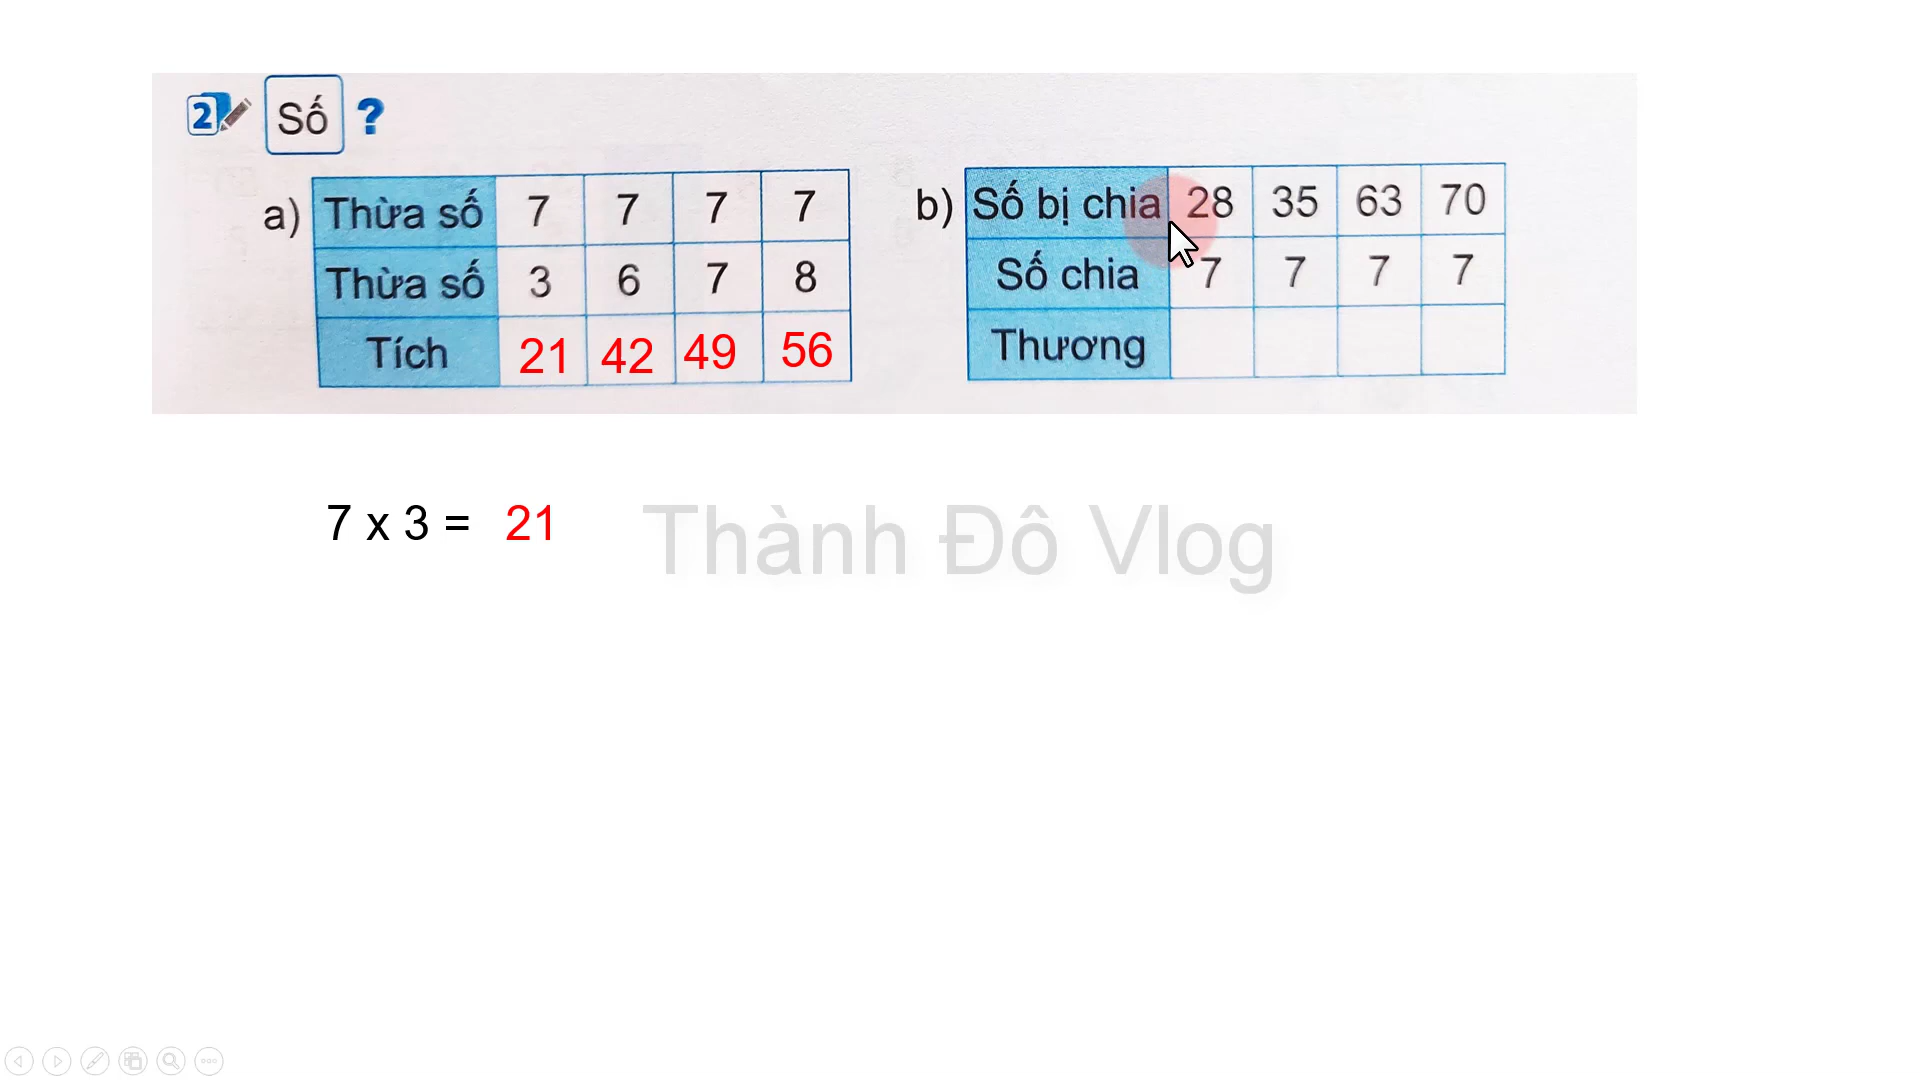 2 Số ?
a) Thừa số 7 7 7 7
Thừa số 3 6 7 8
Tích 21 42 49 56
b) Số bị chia 28 35 63 70
Số chia 7 7 7 7
Thương
7 x 3 = 21
Thành Đô Vlog